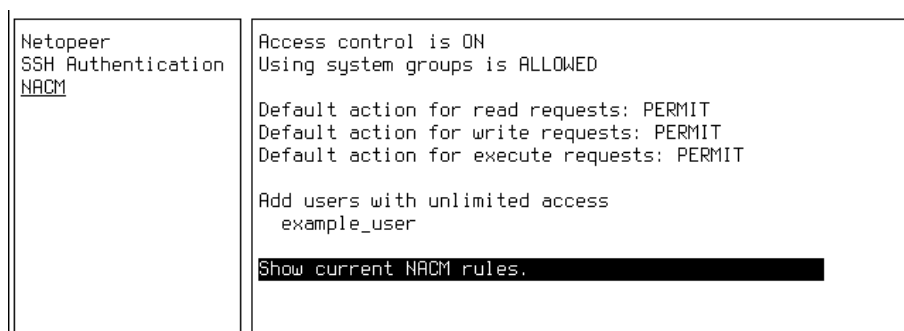 Netopeer
SSH Authentication
NACM
Access control is ON
Using system groups is ALLOWED
Default action for read requests: PERMIT
Default action for write requests: PERMIT
Default action for execute requests: PERMIT
Add users with unlimited access
example_user
Show current NACM rules.